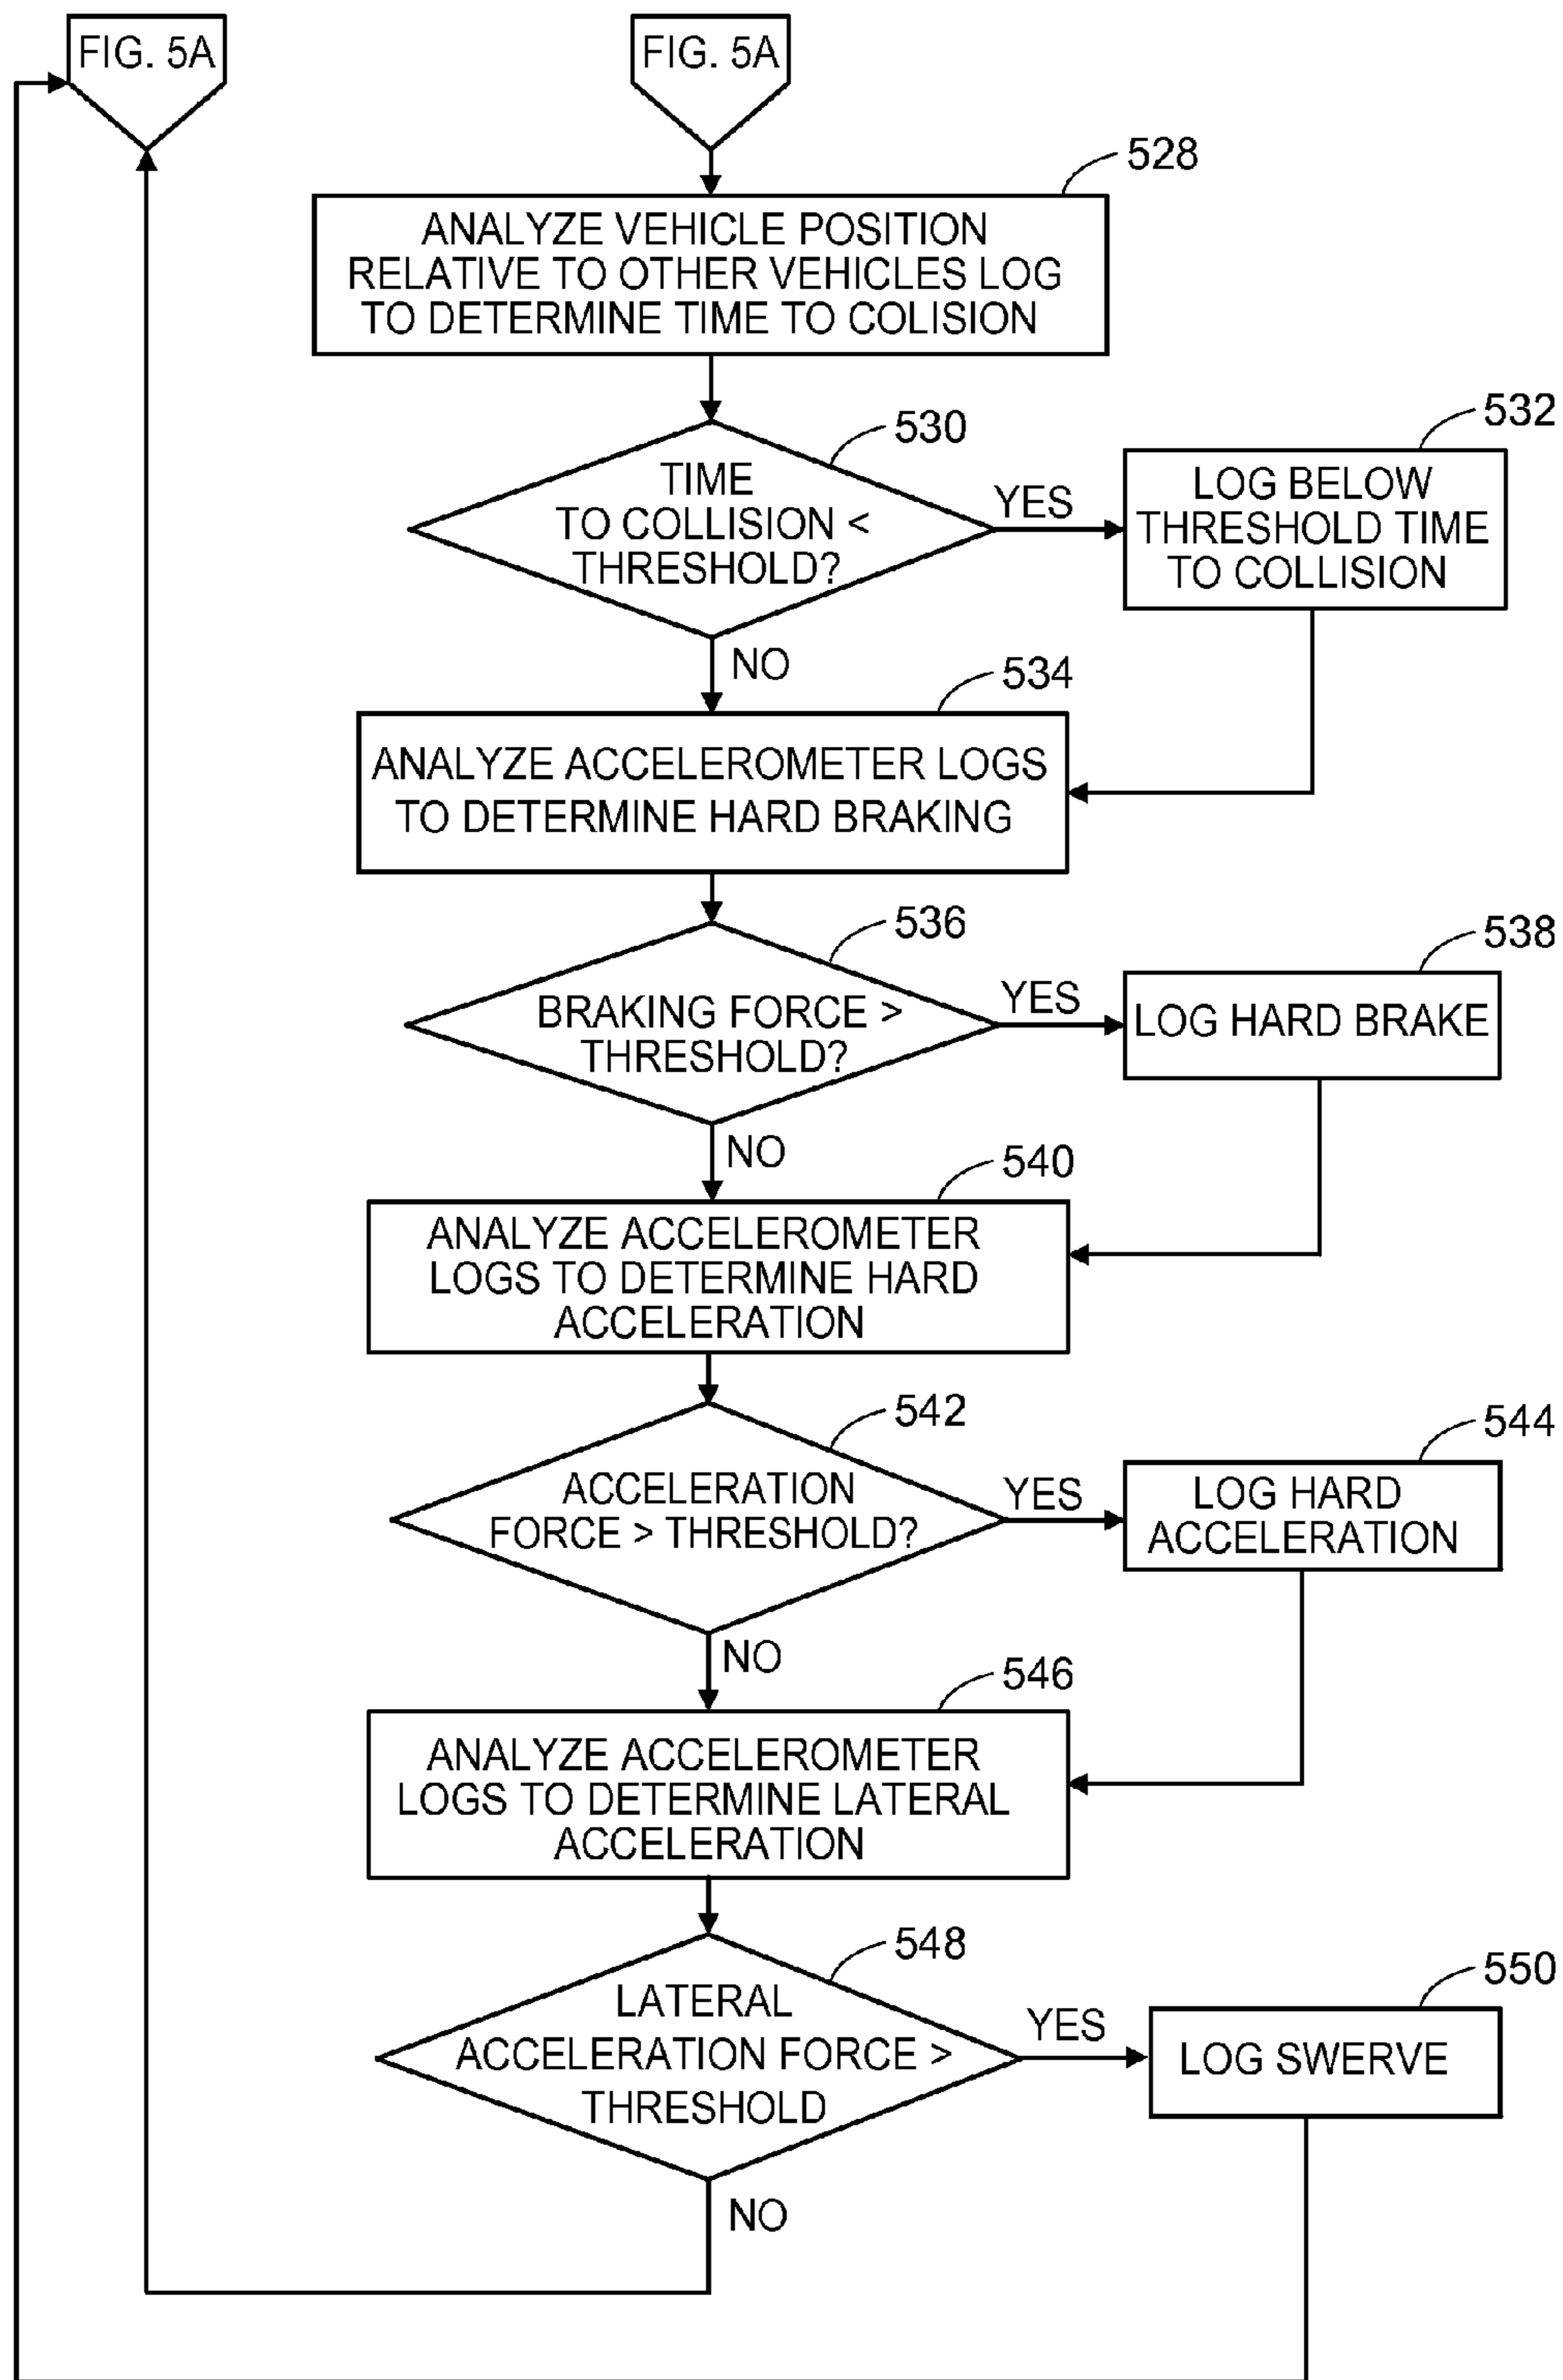 FIG. 5A
FIG. 5A
528
ANALYZE VEHICLE POSITION
RELATIVE TO OTHER VEHICLES LOG
TO DETERMINE TIME TO COLISION
530
TIME
TO COLLISION <
THRESHOLD?
YES
532
LOG BELOW
THRESHOLD TIME
TO COLLISION
NO
534
ANALYZE ACCELEROMETER LOGS
TO DETERMINE HARD BRAKING
536
BRAKING FORCE >
THRESHOLD?
YES
538
LOG HARD BRAKE
NO
540
ANALYZE ACCELEROMETER
LOGS TO DETERMINE HARD
ACCELERATION
542
ACCELERATION
FORCE > THRESHOLD?
YES
544
LOG HARD
ACCELERATION
NO
546
ANALYZE ACCELEROMETER
LOGS TO DETERMINE LATERAL
ACCELERATION
548
LATERAL
ACCELERATION FORCE >
THRESHOLD
YES
550
LOG SWERVE
NO